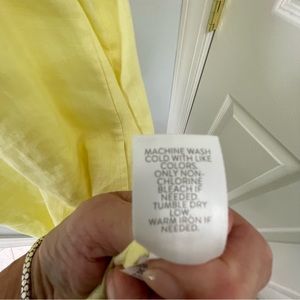 MACHINE WASH
COLD WITH LIKE
COLORS.
ONLY NON-
CHLORINE
BLEACH IF
NEEDED.
TUMBLE DRY
LOW.
WARM IRON IF
NEEDED.